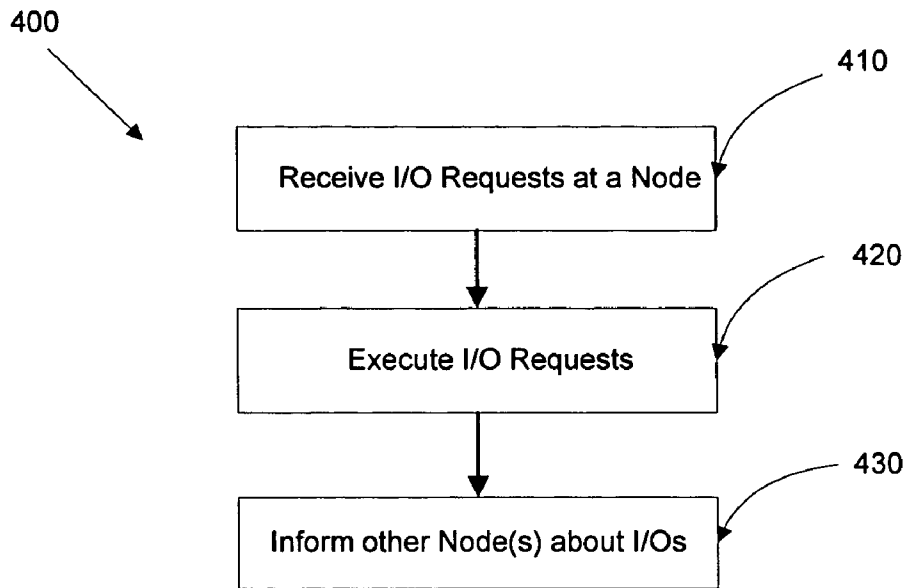 400
410
Receive I/O Requests at a Node
420
Execute I/O Requests
430
Inform other Node(s) about I/Os